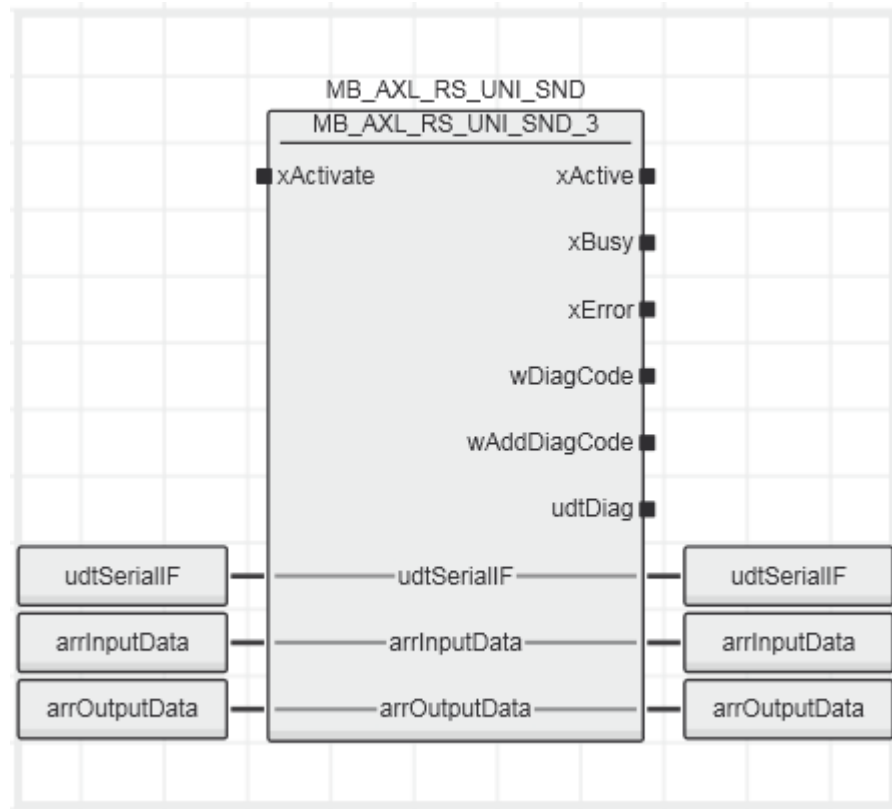 MB_AXL_RS_UNI_SND
MB_AXL_RS_UNI_SND_3
xActivate xActive
xBusy
xError
wDiagCode
wAddDiagCode
udtDiag
udtSerialIF udtSerialIF udtSerialIF
arrInputData arrInputData arrInputData
arrOutputData arrOutputData arrOutputData